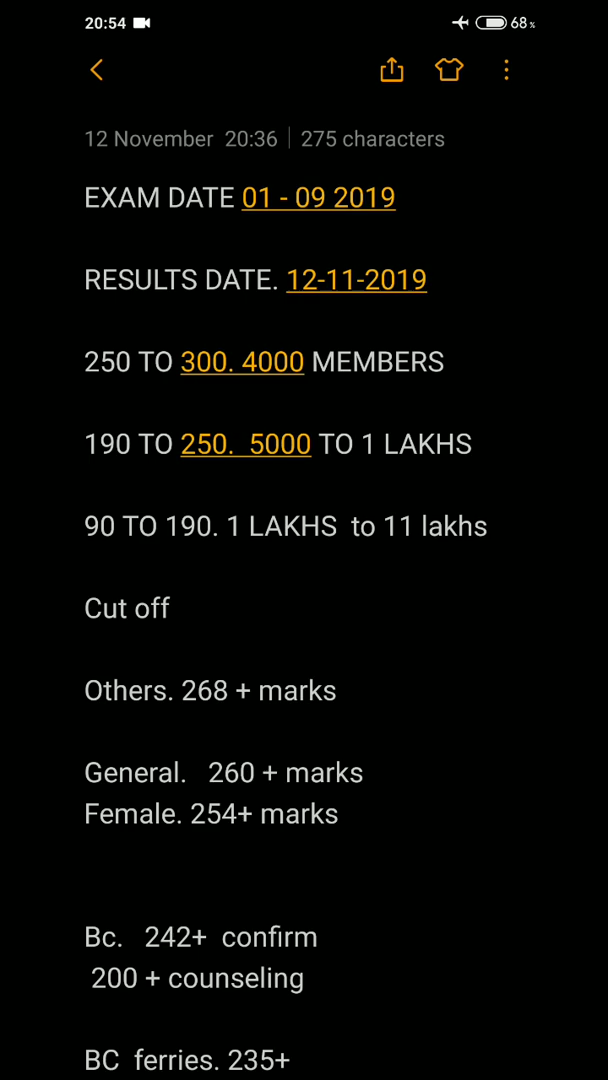 20:54
68%
12 November 20:36 | 275 characters
EXAM DATE 01 - 09 2019
RESULTS DATE. 12-11-2019
250 TO 300. 4000 MEMBERS
190 TO 250. 5000 TO 1 LAKHS
90 TO 190. 1 LAKHS to 11 lakhs
Cut off
Others. 268 + marks
General. 260 + marks
Female. 254+ marks
Bc. 242+ confirm
200 + counseling
BC ferries. 235+